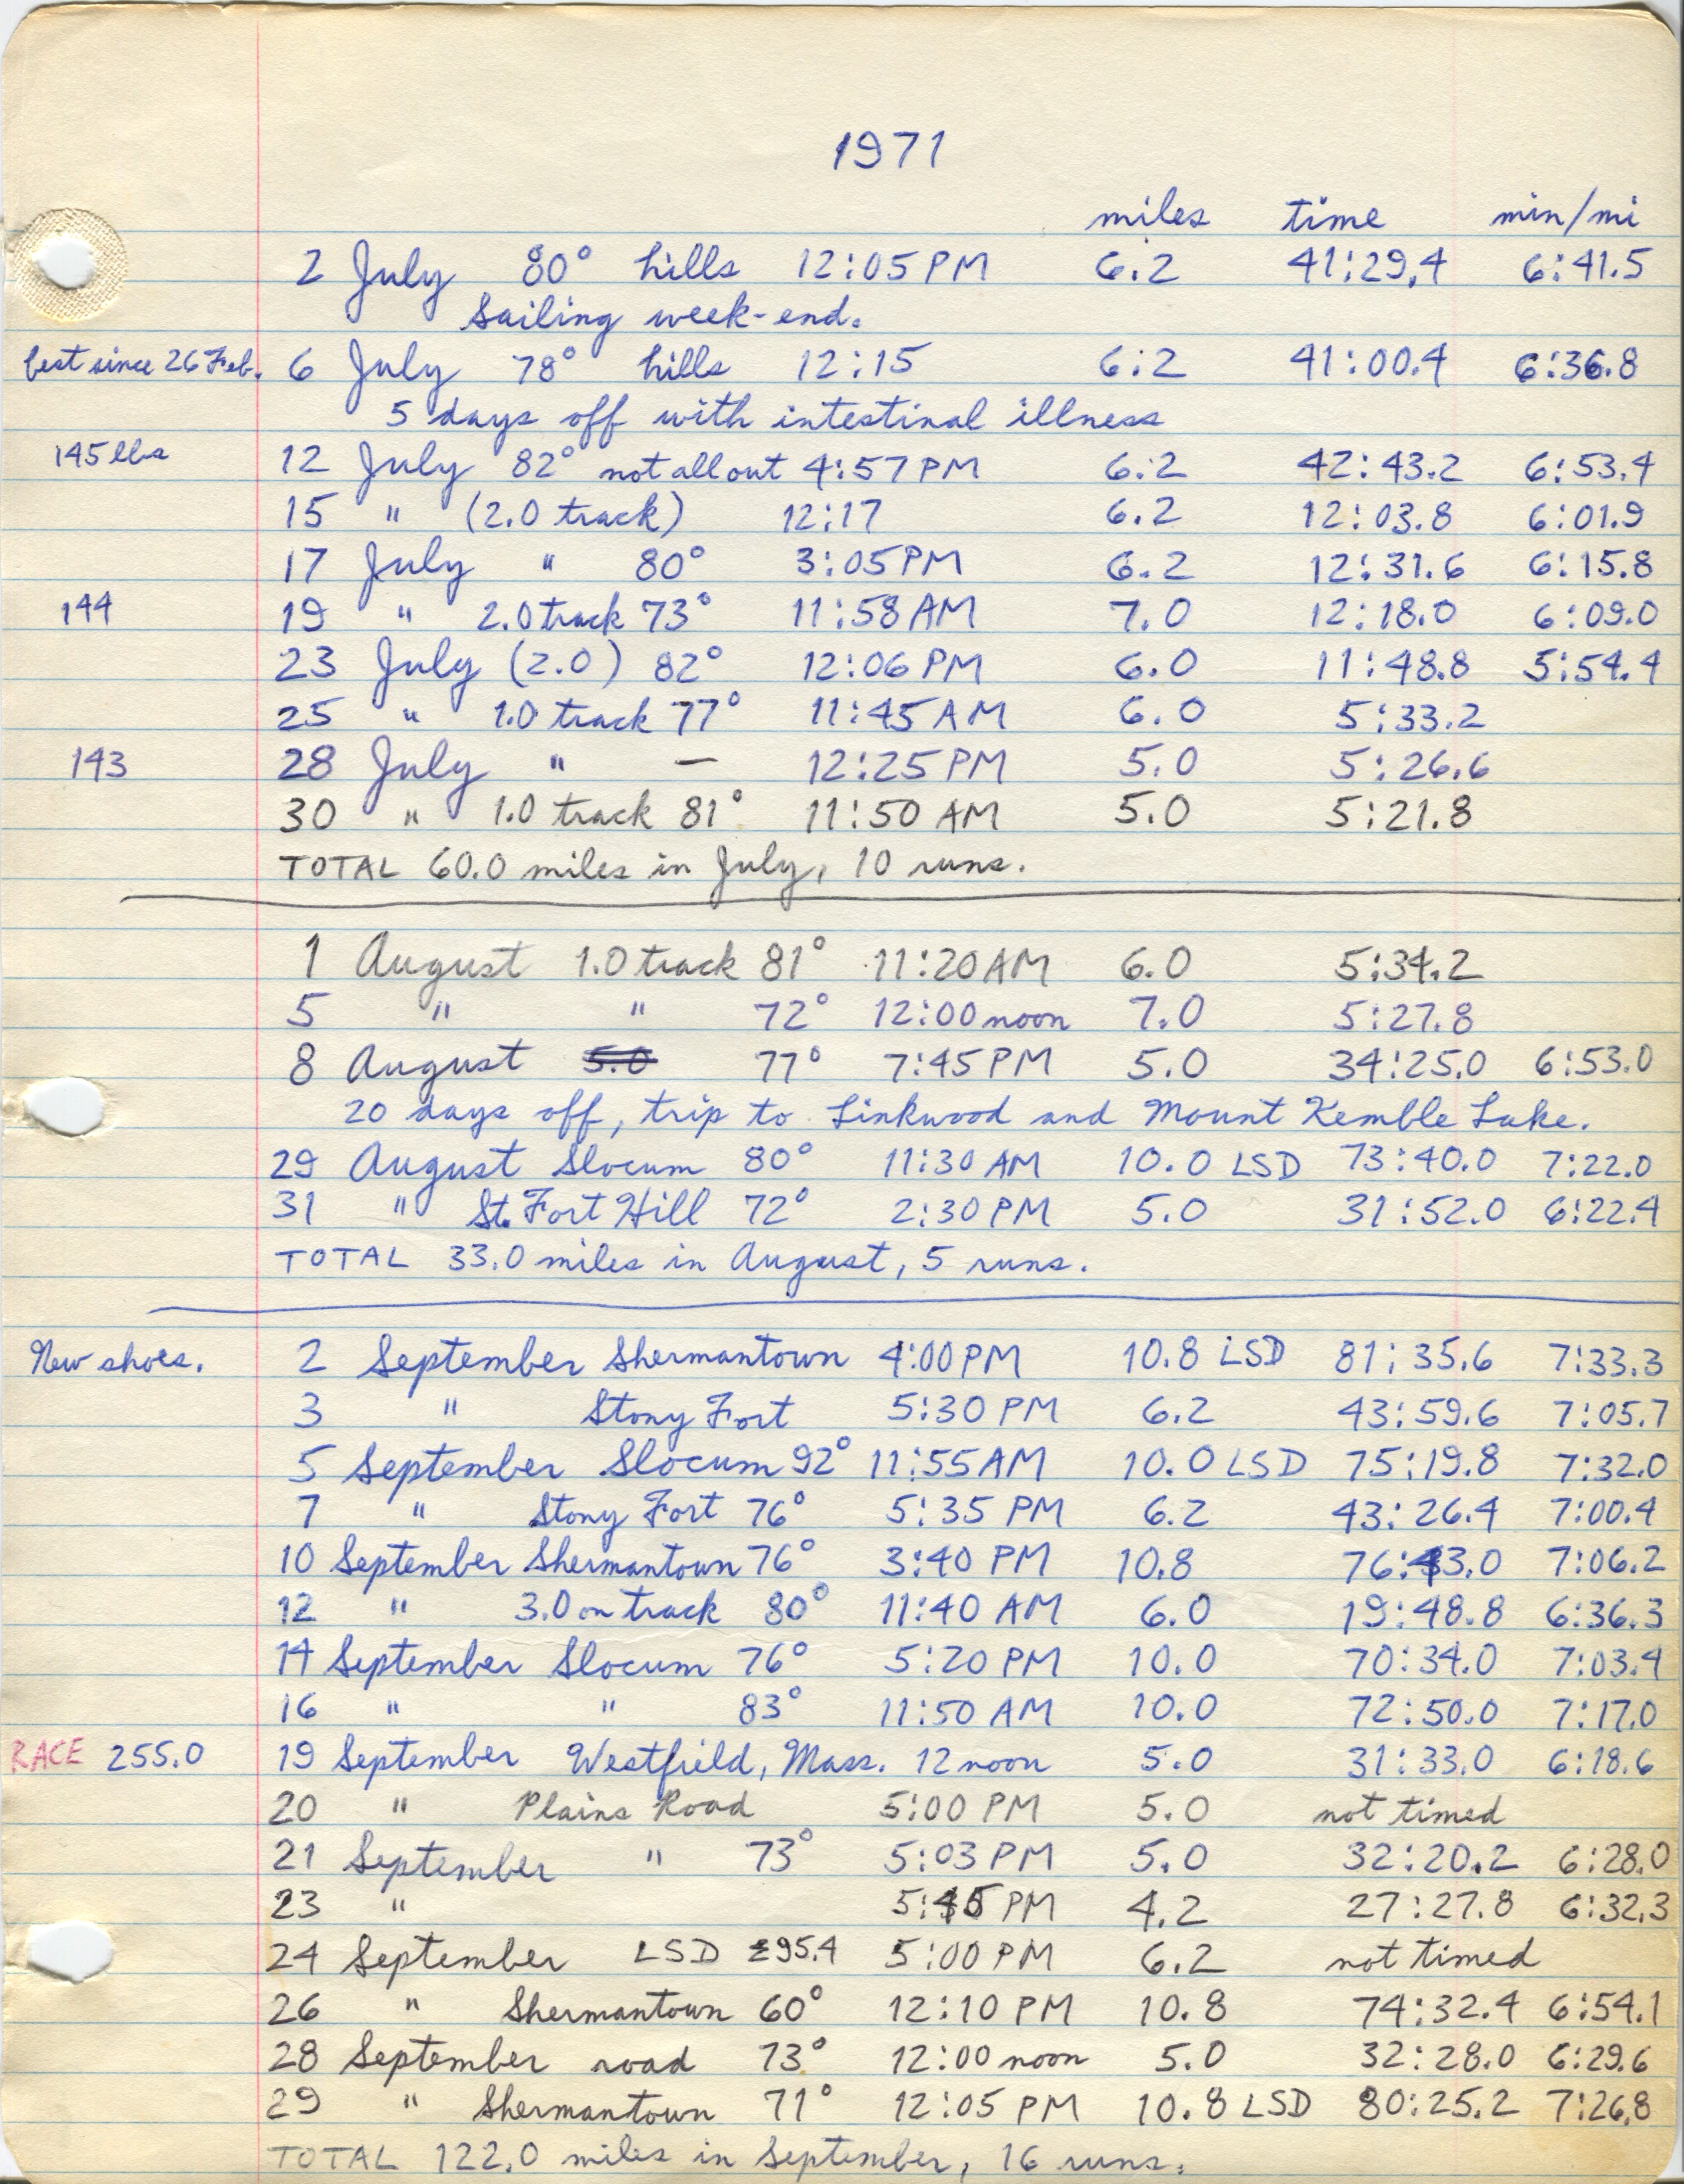 1971
miles time min/mi
2 July 80° hills 12:05 PM 6.2 41:29.4 6:41.5
Sailing week-end.
best since 26 Feb. 6 July 78° hills 12:15 6.2 41:00.4 6:36.8
5 days off with intestinal illness
145 lbs 12 July 82° not all out 4:57 PM 6.2 42:43.2 6:53.4
15 " (2.0 track) 12:17 6.2 12:03.8 6:01.9
17 July " 80° 3:05 PM 6.2 12:31.6 6:15.8
144 19 " 2.0 track 73° 11:58 AM 7.0 12:18.0 6:09.0
23 July (2.0) 82° 12:06 PM 6.0 11:48.8 5:54.4
25 " 1.0 track 77° 11:45 AM 6.0 5:33.2
143 28 July " — 12:25 PM 5.0 5:26.6
30 " 1.0 track 81° 11:50 AM 5.0 5:21.8
TOTAL 60.0 miles in July, 10 runs.
1 August 1.0 track 81° 11:20 AM 6.0 5:34.2
5 " " 72° 12:00 noon 7.0 5:27.8
8 August 5.0 77° 7:45 PM 5.0 34:25.0 6:53.0
20 days off, trip to Linkwood and Mount Kemble Lake.
29 August Slocum 80° 11:30 AM 10.0 LSD 73:40.0 7:22.0
31 " St. Fort Hill 72° 2:30 PM 5.0 31:52.0 6:22.4
TOTAL 33.0 miles in August, 5 runs.
New shoes. 2 September Shermantown 4:00 PM 10.8 LSD 81:35.6 7:33.3
3 " Stony Fort 5:30 PM 6.2 43:59.6 7:05.7
5 September Slocum 92° 11:55 AM 10.0 LSD 75:19.8 7:32.0
7 " Stony Fort 76° 5:35 PM 6.2 43:26.4 7:00.4
10 September Shermantown 76° 3:40 PM 10.8 76:43.0 7:06.2
12 " 3.0 on track 80° 11:40 AM 6.0 19:48.8 6:36.3
14 September Slocum 76° 5:20 PM 10.0 70:34.0 7:03.4
16 " " 83° 11:50 AM 10.0 72:50.0 7:17.0
RACE 255.0 19 September Westfield, Mass. 12 noon 5.0 31:33.0 6:18.6
20 " Plains Road 5:00 PM 5.0 not timed
21 September " 73° 5:03 PM 5.0 32:20.2 6:28.0
23 " PM 4.2 27:27.8 6:32.3
24 September LSD 295.4 5:00 PM 6.2 not timed
26 " Shermantown 60° 12:10 PM 10.8 74:32.4 6:54.1
28 September road 73° 12:00 noon 5.0 32:28.0 6:29.6
29 " Shermantown 71° 12:05 PM 10.8 LSD 80:25.2 7:26.8
TOTAL 122.0 miles in September, 16 runs.